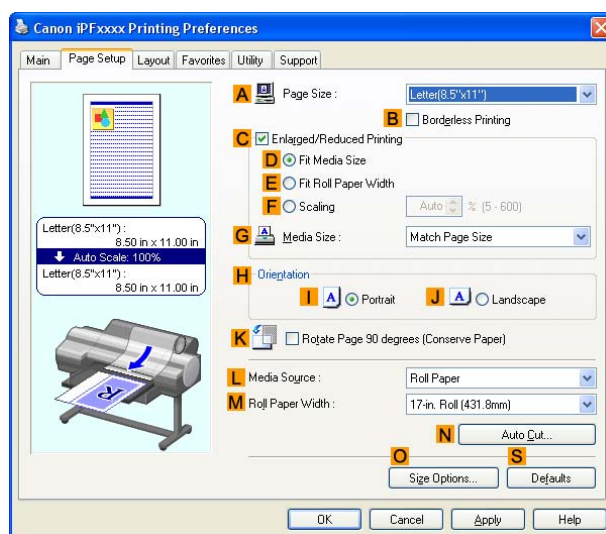 Canon iPFxxxx Printing Preferences
Main Page Setup Layout Favorites Utility Support
A Page Size : Letter(8.5"x11")
B Borderless Printing
C Enlarged/Reduced Printing
D Fit Media Size
E Fit Roll Paper Width
F Scaling Auto % (5 - 600)
Letter(8.5"x11") :
8.50 in x 11.00 in
Auto Scale: 100%
Letter(8.5"x11") :
8.50 in x 11.00 in
G A Media Size : Match Page Size
H Orientation
I A Portrait J A Landscape
K Rotate Page 90 degrees (Conserve Paper)
R
L Media Source : Roll Paper
M Roll Paper Width : 17-in. Roll (431.8mm)
N Auto Cut...
O S
Size Options... Defaults
OK Cancel Apply Help